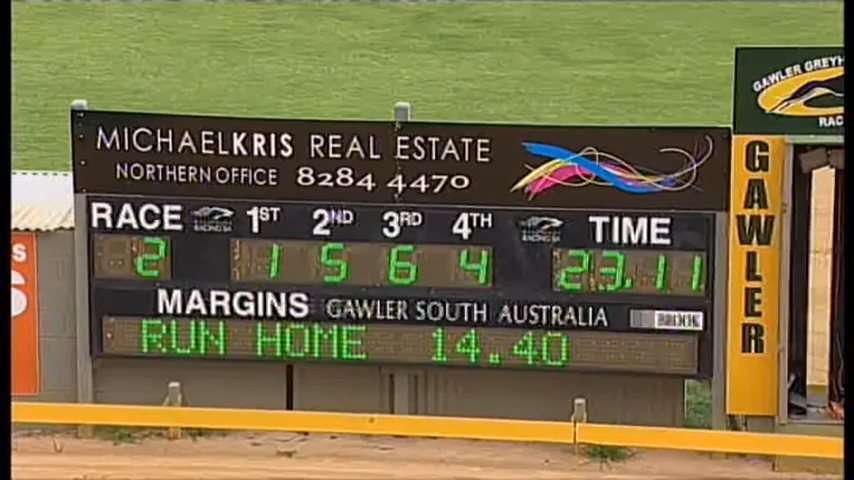 MICHAELKRIS REAL ESTATE
NORTHERN OFFICE 8284 4470
RACE 1ST 2ND 3RD 4TH TIME
2 1 5 6 4 23.11
MARGINS GAWLER SOUTH AUSTRALIA
RUN HOME 14.40
GAWLER
S